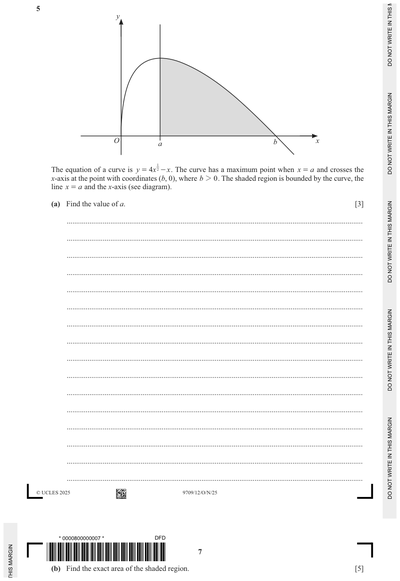 5
y
O
a
b
x
The equation of a curve is y = 4x^{1/2} − x. The curve has a maximum point when x = a and crosses the
x-axis at the point with coordinates (b, 0), where b > 0. The shaded region is bounded by the curve, the
line x = a and the x-axis (see diagram).
(a) Find the value of a. [3]
© UCLES 2025
9709/12/O/N/25
DO NOT WRITE IN THIS MARGIN
DO NOT WRITE IN THIS MARGIN
DO NOT WRITE IN THIS MARGIN
DO NOT WRITE IN THIS MARGIN
THIS MARGIN
* 0000800000007 *
DFD
7
(b) Find the exact area of the shaded region. [5]